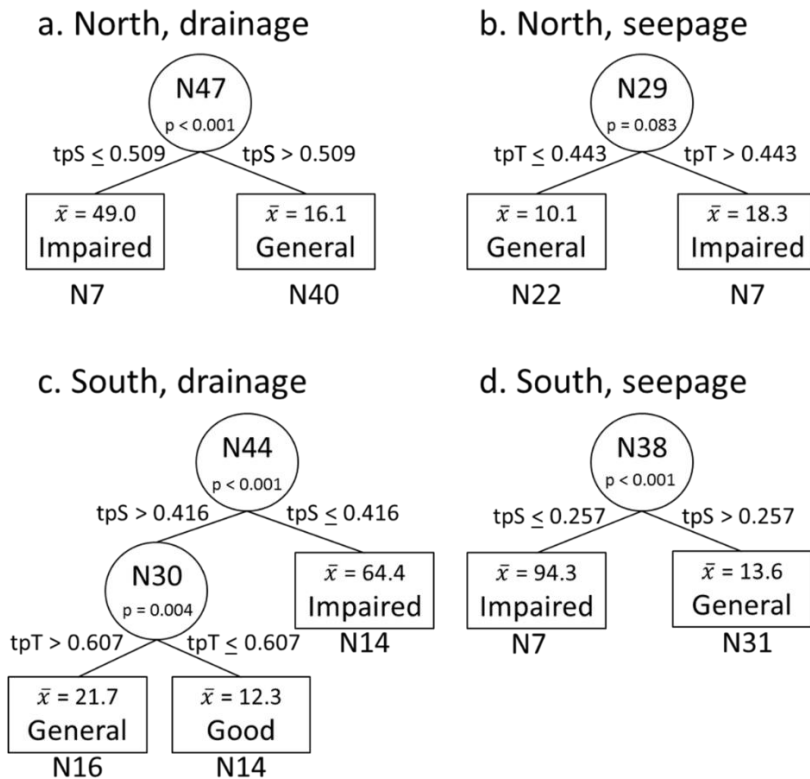 a. North, drainage
N47
p < 0.001
tpS ≤ 0.509
tpS > 0.509
x̄ = 49.0
Impaired
N7
x̄ = 16.1
General
N40
b. North, seepage
N29
p = 0.083
tpT ≤ 0.443
tpT > 0.443
x̄ = 10.1
General
N22
x̄ = 18.3
Impaired
N7
c. South, drainage
N44
p < 0.001
tpS > 0.416
tpS ≤ 0.416
N30
p = 0.004
x̄ = 64.4
Impaired
N14
tpT > 0.607
tpT ≤ 0.607
x̄ = 21.7
General
N16
x̄ = 12.3
Good
N14
d. South, seepage
N38
p < 0.001
tpS ≤ 0.257
tpS > 0.257
x̄ = 94.3
Impaired
N7
x̄ = 13.6
General
N31